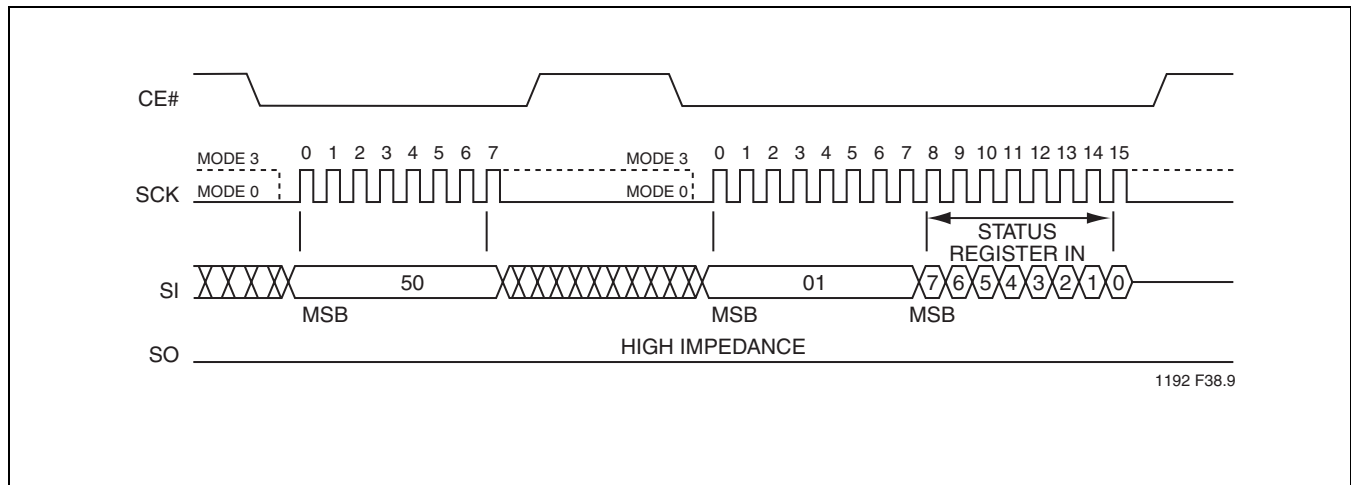 CE#
MODE 3 0 1 2 3 4 5 6 7 MODE 3 0 1 2 3 4 5 6 7 8 9 10 11 12 13 14 15
SCK MODE 0 MODE 0
STATUS
REGISTER IN
SI 50 01 7 6 5 4 3 2 1 0
MSB MSB MSB
SO HIGH IMPEDANCE
1192 F38.9